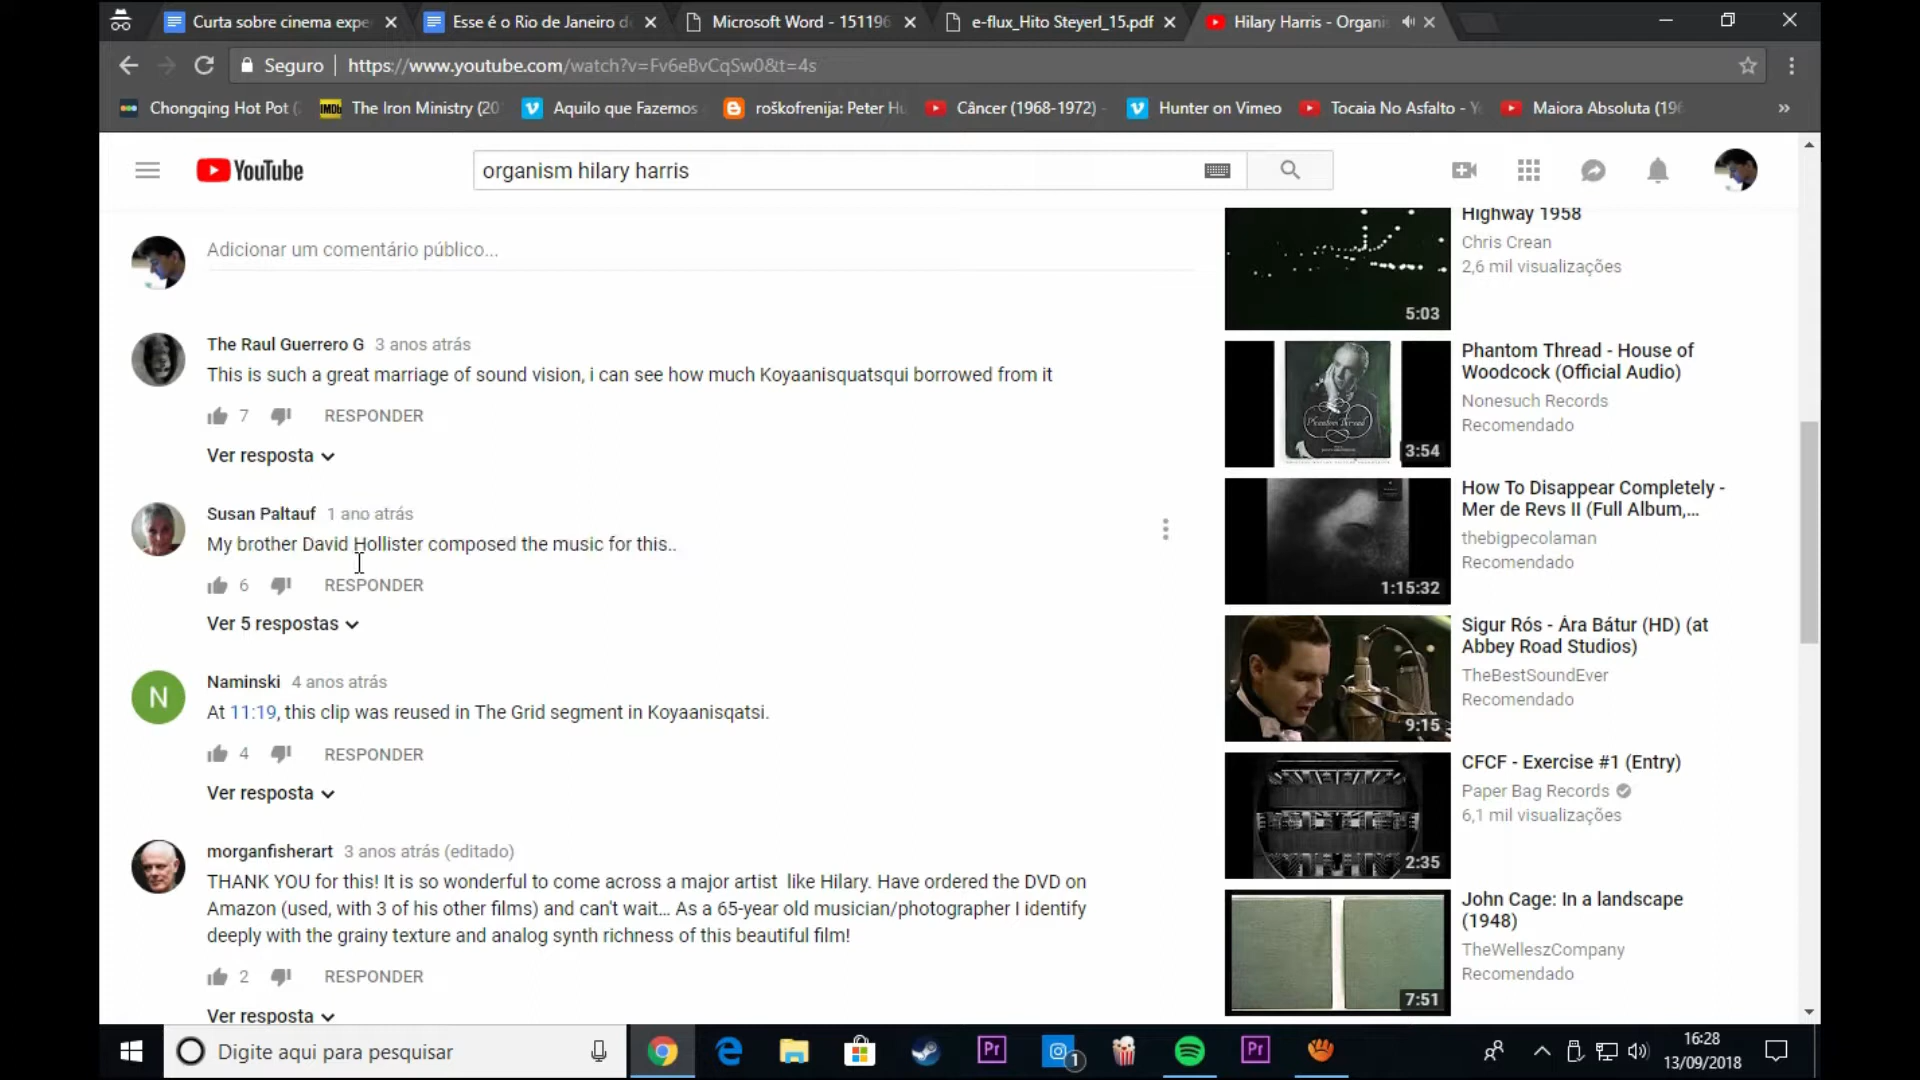 Curta sobre cinema expe
Esse é o Rio de Janeiro d
Microsoft Word - 151196
e-flux_Hito Steyerl_15.pdf
Hilary Harris - Organis
Seguro
https://www.youtube.com/watch?v=Fv6eBvCqSw0&t=4s
Chongqing Hot Pot (
IMDb
The Iron Ministry (20
Aquilo que Fazemos
roškofrenija: Peter Hu
Câncer (1968-1972) -
Hunter on Vimeo
Tocaia No Asfalto - Y
Maiora Absoluta (196
YouTube
organism hilary harris
Adicionar um comentário público...
The Raul Guerrero G 3 anos atrás
This is such a great marriage of sound vision, i can see how much Koyaanisquatsqui borrowed from it
7 RESPONDER
Ver resposta
Susan Paltauf 1 ano atrás
My brother David Hollister composed the music for this..
6 RESPONDER
Ver 5 respostas
N
Naminski 4 anos atrás
At 11:19, this clip was reused in The Grid segment in Koyaanisqatsi.
4 RESPONDER
Ver resposta
morganfisherart 3 anos atrás (editado)
THANK YOU for this! It is so wonderful to come across a major artist like Hilary. Have ordered the DVD on
Amazon (used, with 3 of his other films) and can't wait... As a 65-year old musician/photographer I identify
deeply with the grainy texture and analog synth richness of this beautiful film!
2 RESPONDER
Ver resposta
Highway 1958
Chris Crean
2,6 mil visualizações
5:03
Phantom Thread - House of
Woodcock (Official Audio)
Nonesuch Records
Recomendado
Phantom Thread
3:54
How To Disappear Completely -
Mer de Revs II (Full Album,...
thebigpecolaman
Recomendado
1:15:32
Sigur Rós - Ára Bátur (HD) (at
Abbey Road Studios)
TheBestSoundEver
Recomendado
9:15
CFCF - Exercise #1 (Entry)
Paper Bag Records
6,1 mil visualizações
2:35
John Cage: In a landscape
(1948)
TheWelleszCompany
Recomendado
7:51
Digite aqui para pesquisar
Pr
1
Pr
16:28
13/09/2018